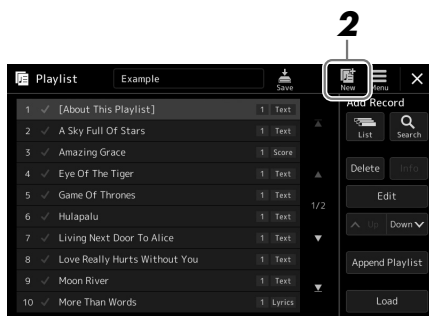 2
Playlist Example Save New Menu
1 [About This Playlist] 1 Text
2 A Sky Full Of Stars 1 Text
3 Amazing Grace 1 Score
4 Eye Of The Tiger 1 Text
5 Game Of Thrones 1 Text
6 Hulapalu 1 Text
7 Living Next Door To Alice 1 Text
8 Love Really Hurts Without You 1 Text
9 Moon River 1 Text
10 More Than Words 1 Lyrics
1/2
Add Record
List Search
Delete Info
Edit
Up Down
Append Playlist
Load